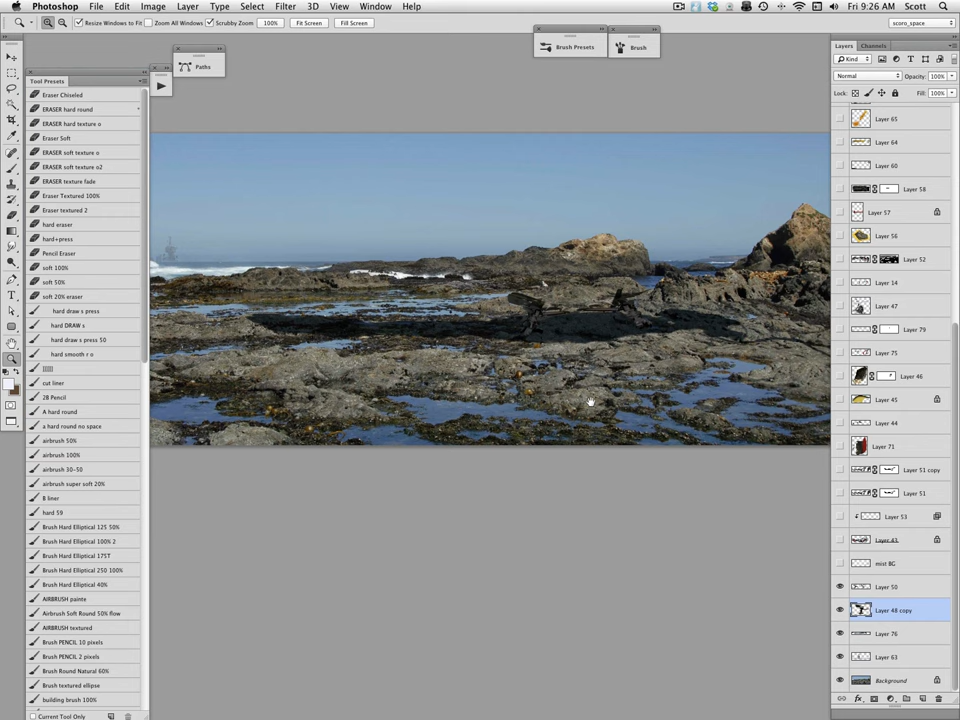 Photoshop File Edit Image Layer Type Select Filter 3D View Window Help
Fri 9:26 AM Scott
Resize Windows to Fit Zoom All Windows Scrubby Zoom 100% Fit Screen Fill Screen
scoro_space
Brush Presets Brush
Paths
Tool Presets
Eraser Chiseled
ERASER hard round
ERASER hard texture o
Eraser Soft
ERASER soft texture o
ERASER soft texture o2
ERASER texture fade
Eraser Textured 100%
Eraser textured 2
hard eraser
hard+press
Pencil Eraser
soft 100%
soft 50%
soft 20% eraser
hard draw s press
hard DRAW s
hard draw s press 50
hard smooth r o
cut liner
2B Pencil
A hard round
a hard round no space
airbrush 50%
airbrush 100%
airbrush 30-50
airbrush super soft 20%
B liner
hard 59
Brush Hard Elliptical 125 50%
Brush Hard Elliptical 100% 2
Brush Hard Elliptical 175T
Brush Hard Elliptical 250 100%
Brush Hard Elliptical 40%
AIRBRUSH painte
Airbrush Soft Round 50% flow
AIRBRUSH textured
Brush PENCIL 10 pixels
Brush PENCIL 2 pixels
Brush Round Natural 60%
Brush textured ellipse
building brush 100%
Current Tool Only
Layers Channels
Kind
Normal Opacity: 100%
Lock: Fill: 100%
Layer 65
Layer 64
Layer 60
Layer 58
Layer 57
Layer 56
Layer 52
Layer 14
Layer 47
Layer 79
Layer 75
Layer 46
Layer 45
Layer 44
Layer 71
Layer 51 copy
Layer 51
Layer 53
Layer 43
mist BG
Layer 50
Layer 48 copy
Layer 76
Layer 63
Background